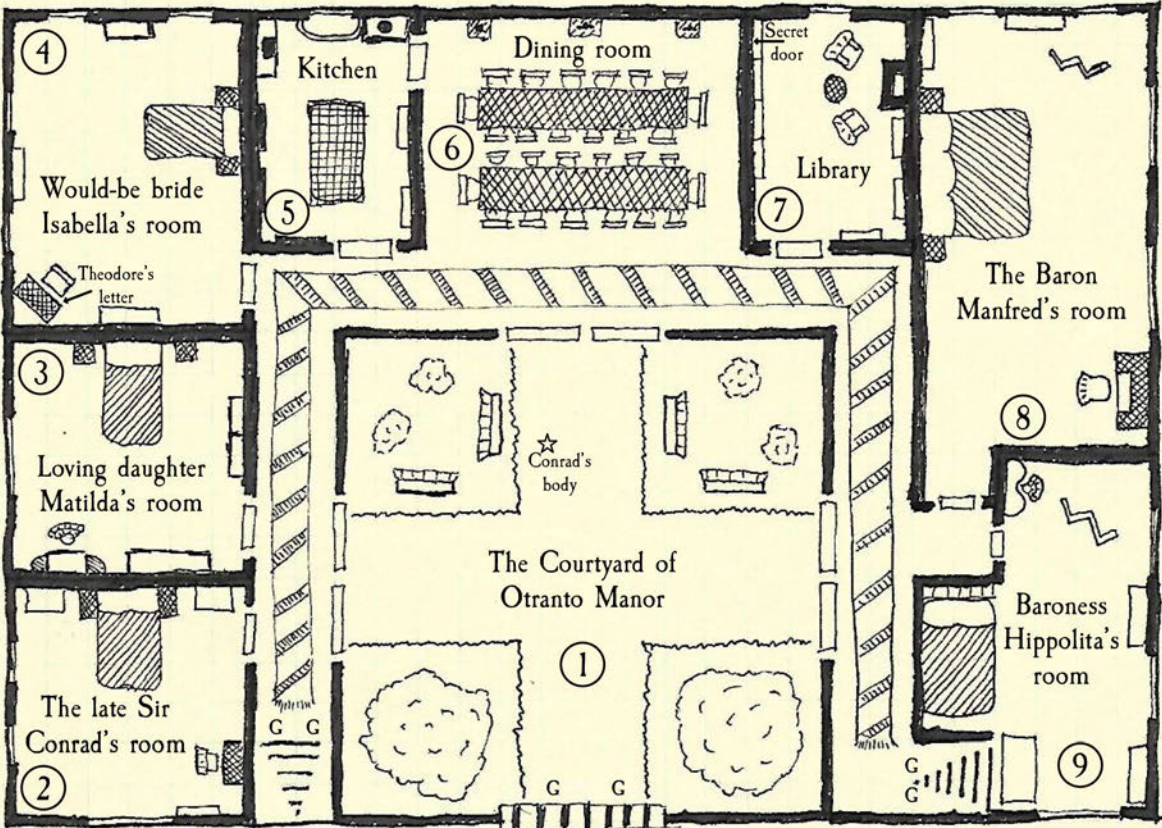 4
Kitchen
Dining room
Secret
door
6
Would-be bride
Isabella's room
5
Library
7
Theodore's
letter
The Baron
Manfred's room
3
8
Loving daughter
Matilda's room
Conrad's
body
The Courtyard of
Otranto Manor
1
Baroness
Hippolita's
room
The late Sir
Conrad's room
2
G G
G G
G
G
9